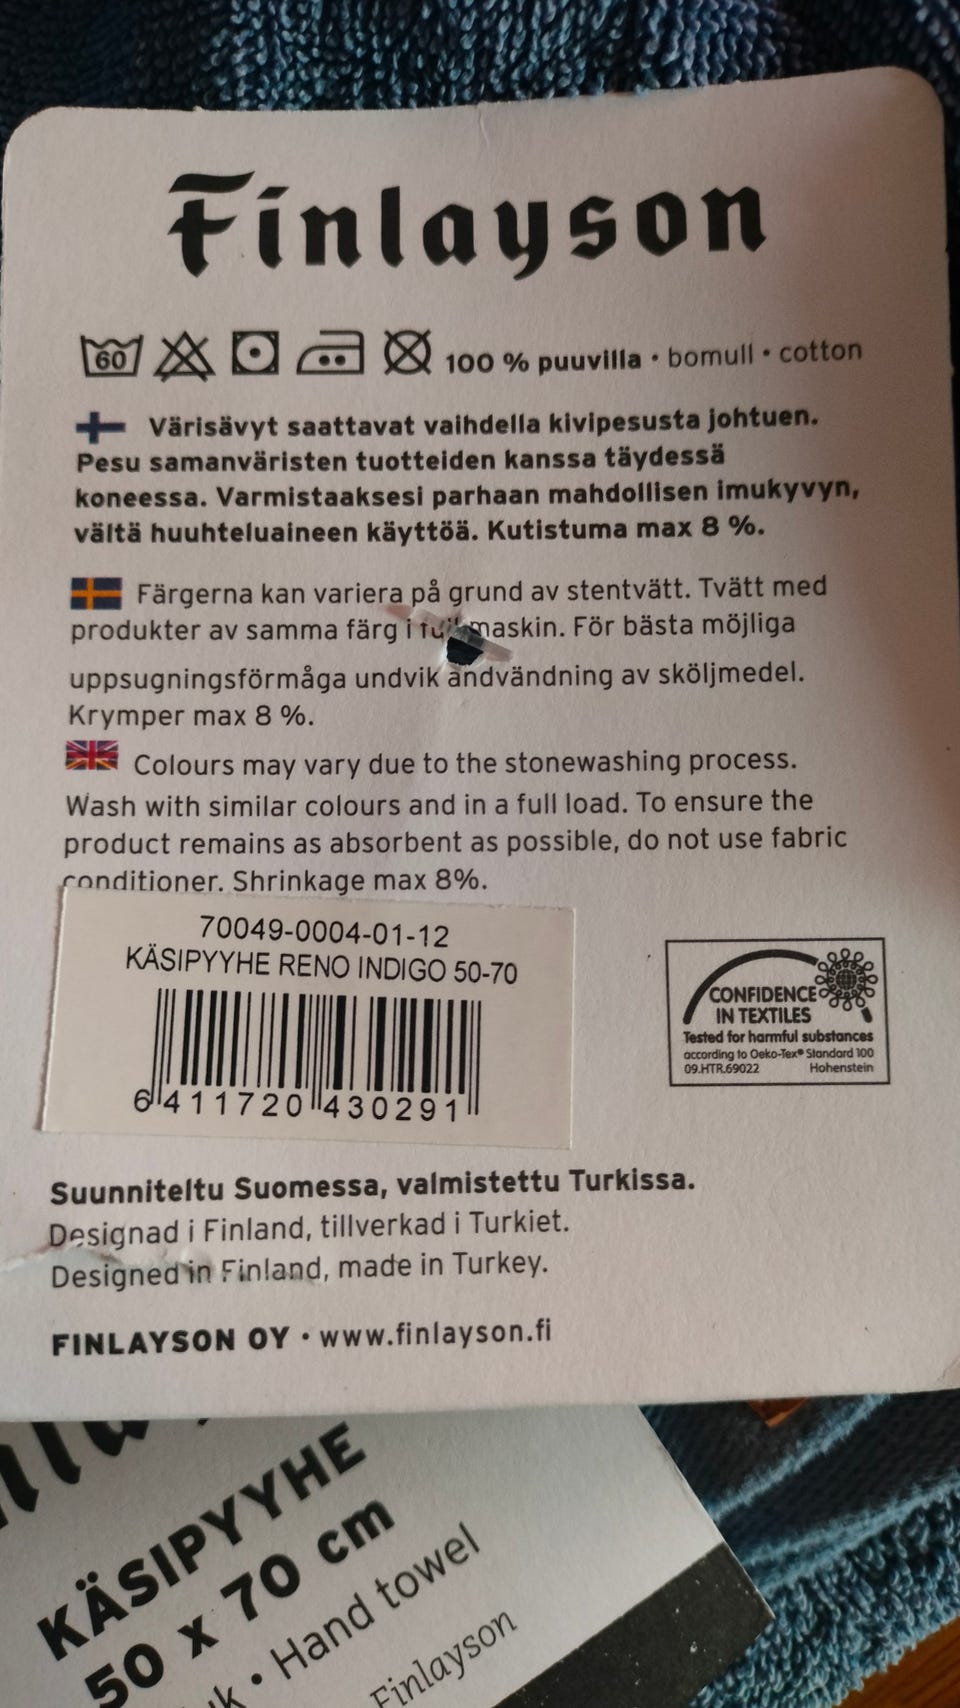 Finlayson
60 100 % puuvilla • bomull • cotton
Värisävyt saattavat vaihdella kivipesusta johtuen.
Pesu samanväristen tuotteiden kanssa täydessä
koneessa. Varmistaaksesi parhaan mahdollisen imukyvyn,
vältä huuhteluaineen käyttöä. Kutistuma max 8 %.
Färgerna kan variera på grund av stentvätt. Tvätt med
produkter av samma färg i maskin. För bästa möjliga
uppsugningsförmåga undvik andvändning av sköljmedel.
Krymper max 8 %.
Colours may vary due to the stonewashing process.
Wash with similar colours and in a full load. To ensure the
product remains as absorbent as possible, do not use fabric
conditioner. Shrinkage max 8%.
70049-0004-01-12
KÄSIPYYHE RENO INDIGO 50-70
6 411720 430291
CONFIDENCE
IN TEXTILES
Tested for harmful substances
according to Oeko-Tex® Standard 100
09.HTR.69022 Hohenstein
Suunniteltu Suomessa, valmistettu Turkissa.
Designad i Finland, tillverkad i Turkiet.
Designed in Finland, made in Turkey.
FINLAYSON OY • www.finlayson.fi
KÄSIPYYHE
50 x 70 cm
• Hand towel
Finlayson